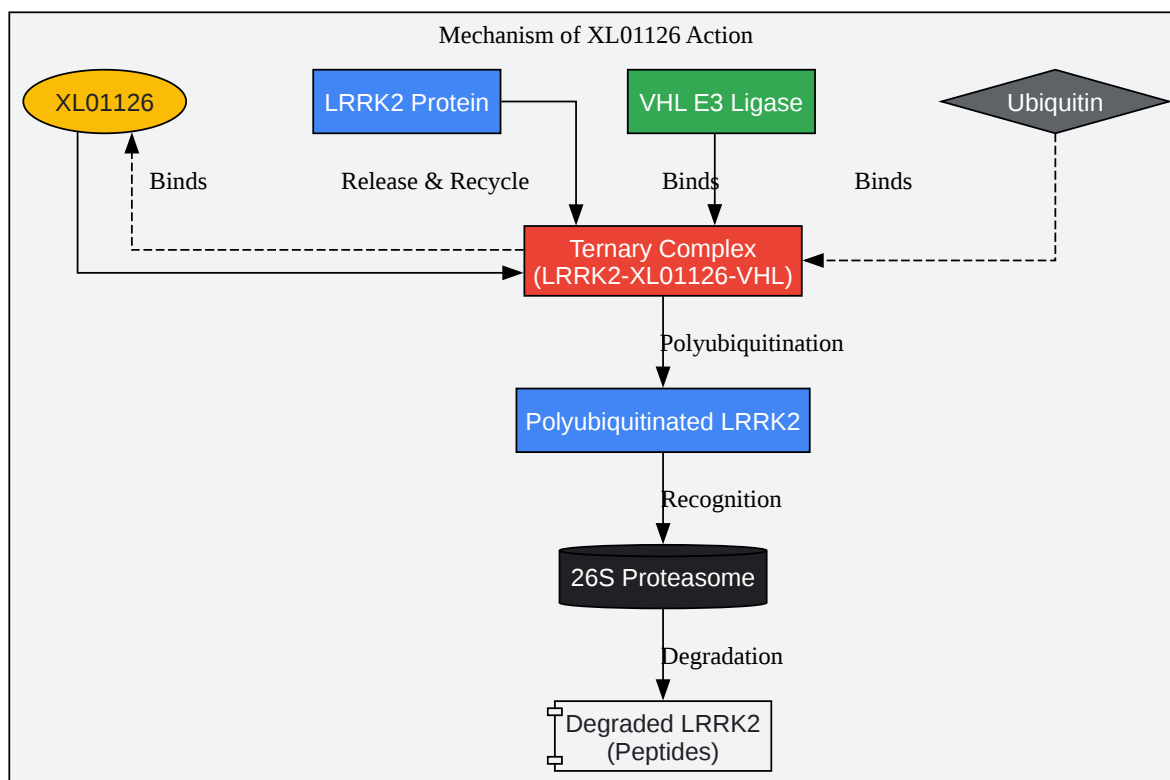 Mechanism of XL01126 Action
XL01126
LRRK2 Protein
VHL E3 Ligase
Ubiquitin
Binds
Release & Recycle
Binds
Binds
Ternary Complex
(LRRK2-XL01126-VHL)
Polyubiquitination
Polyubiquitinated LRRK2
Recognition
26S Proteasome
Degradation
Degraded LRRK2
(Peptides)